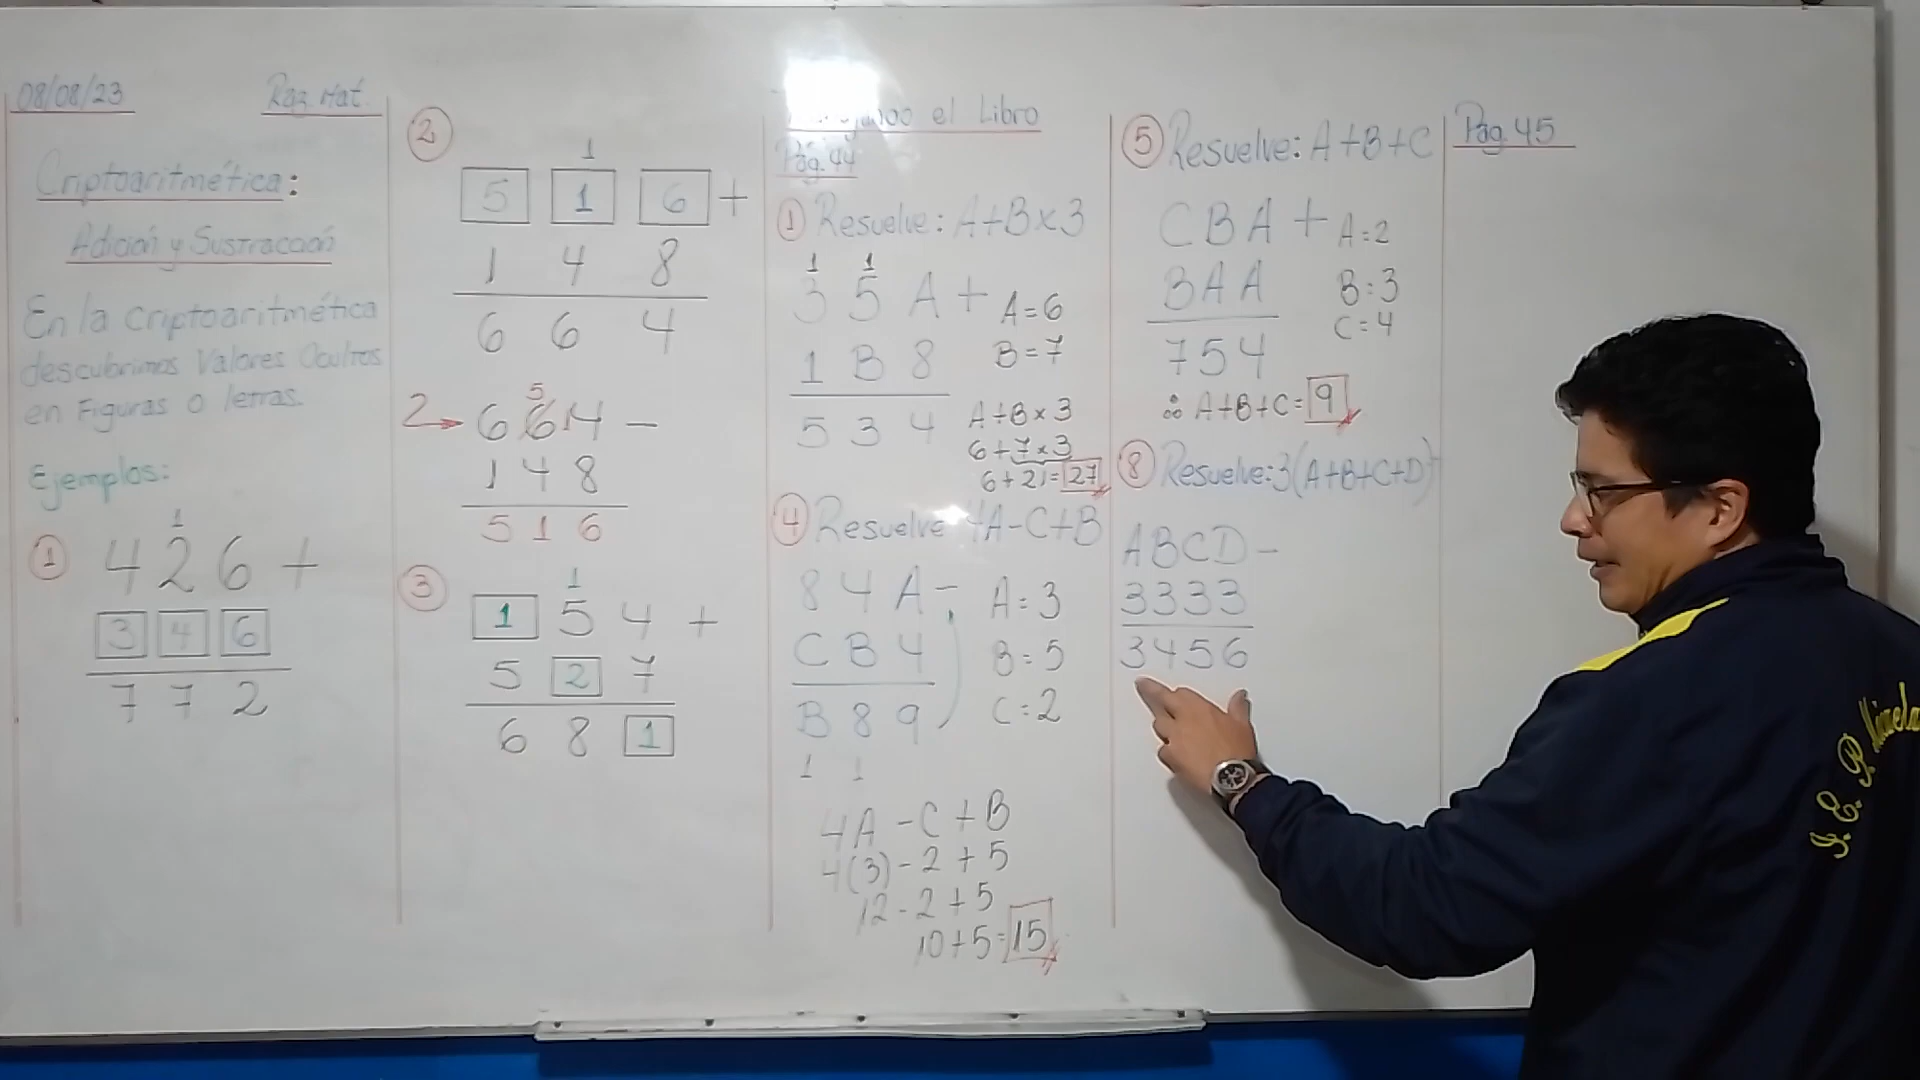 08/08/23 Raz. Mat.
Criptoaritmética:
Adición y Sustracción
En la criptoaritmética
descubrimos Valores Ocultos
en Figuras o letras.
Ejemplos:
1
① 4 2 6 +
3 4 6
7 7 2
②
1
5 1 6 +
1 4 8
6 6 4
5
2→ 6 6 14 -
1 4 8
5 1 6
③
1
1 5 4 +
5 2 7
6 8 1
el Libro
Pág. 44
① Resuelve: A+B×3
1 1
3 5 A +
1 B 8
5 3 4
A=6
B=7
A+B×3
6+7×3
6+21=27
④ Resuelve 4A-C+B
8 4 A -
C B 4
B 8 9
1 1
A=3
B=5
C=2
4A-C+B
4(3)-2+5
12-2+5
10+5=15
⑤ Resuelve: A+B+C
C B A +
B A A
7 5 4
A=2
B=3
C=4
∴ A+B+C=9
⑧ Resuelve: 3(A+B+C+D)
A B C D -
3 3 3 3
3 4 5 6
Pág. 45
I.E.P.